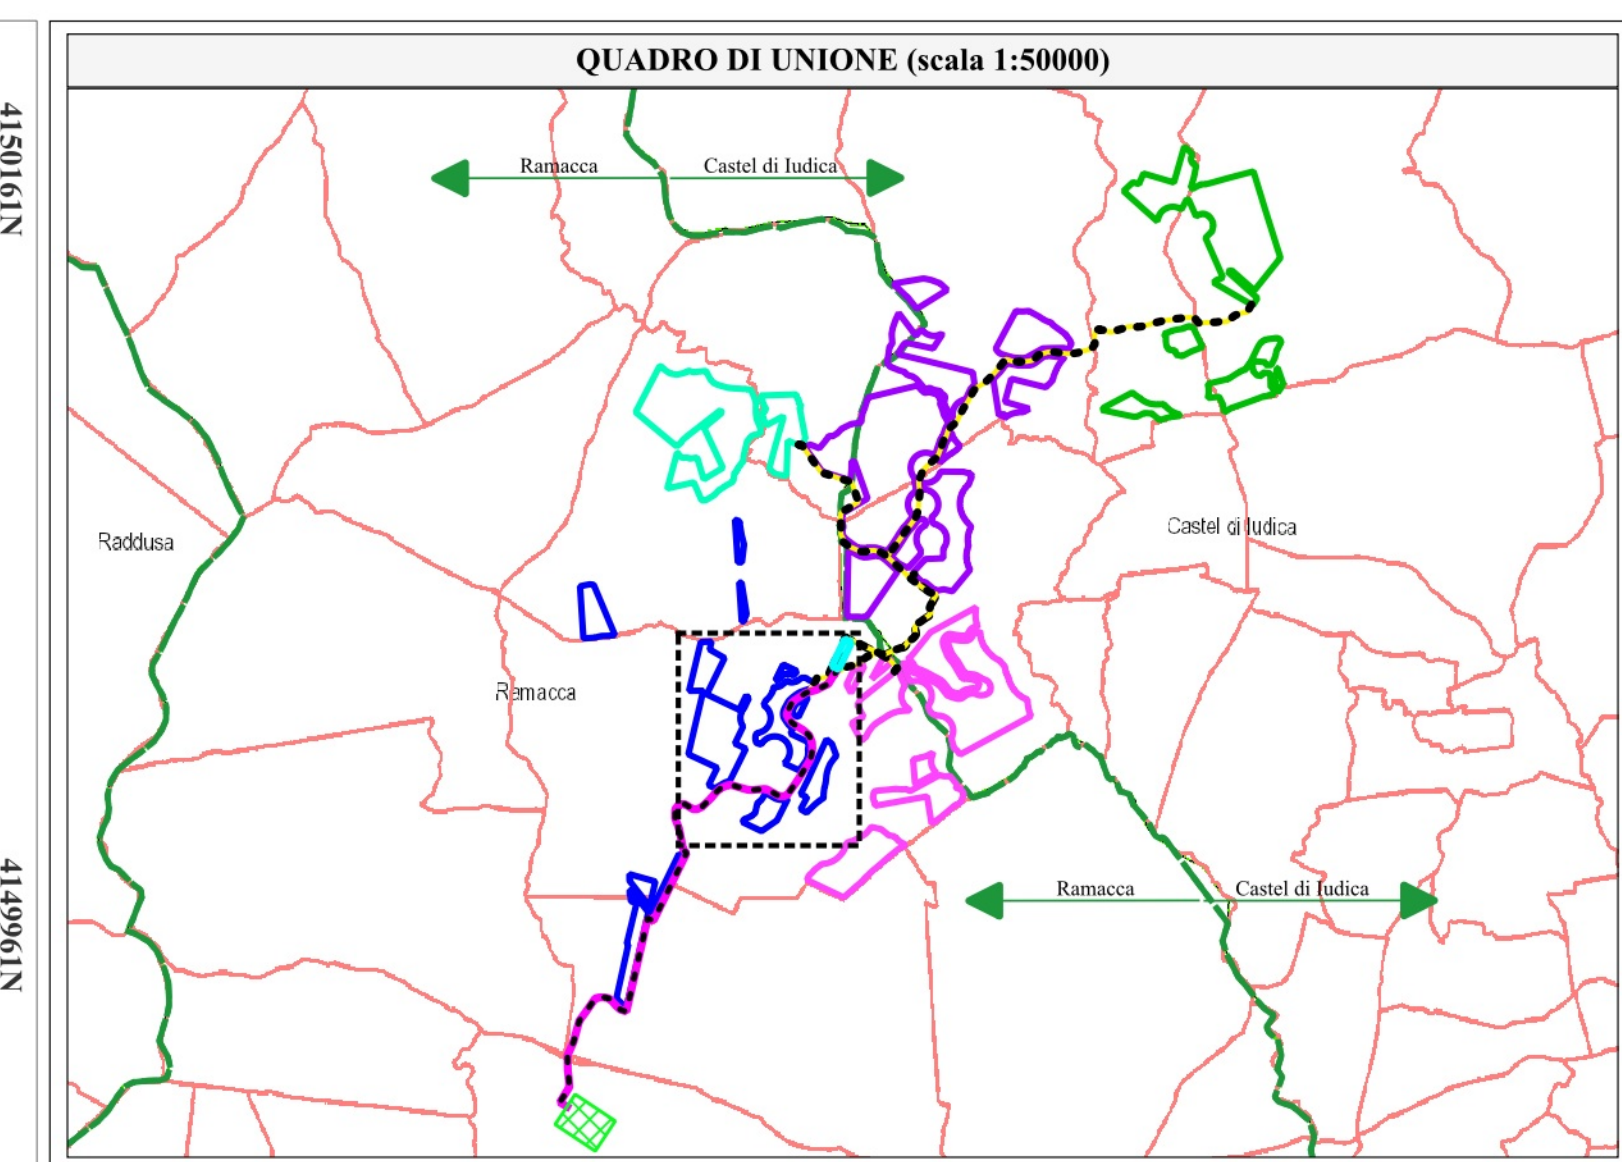 QUADRO DI UNIONE (scala 1:50000)
4150161N
Ramacca
Castel di Iudica
Raddusa
Castel di Iudica
Ramacca
4149961N
Ramacca
Castel di Iudica